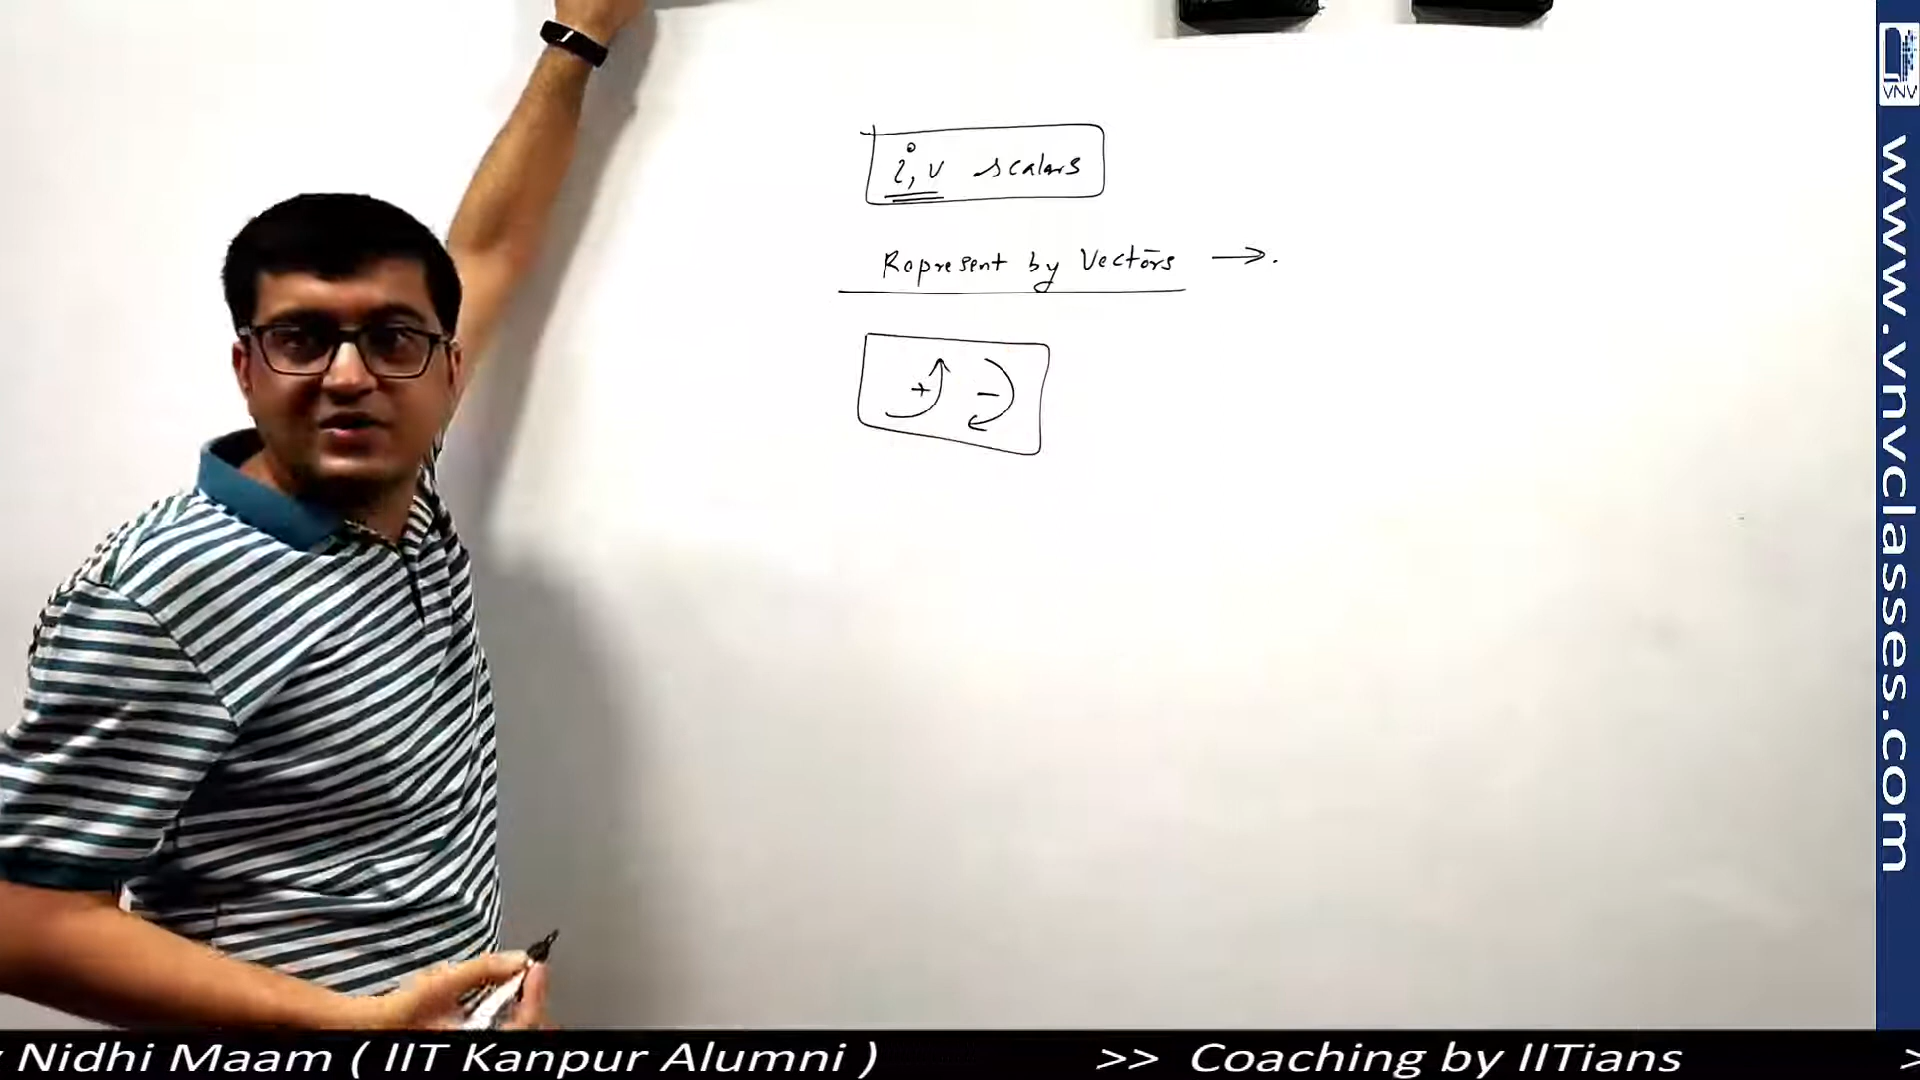 i, v scalars
Represent by Vectors →.
+ -
VNV
www.vnvclasses.com
Nidhi Maam ( IIT Kanpur Alumni ) >> Coaching by IITians >